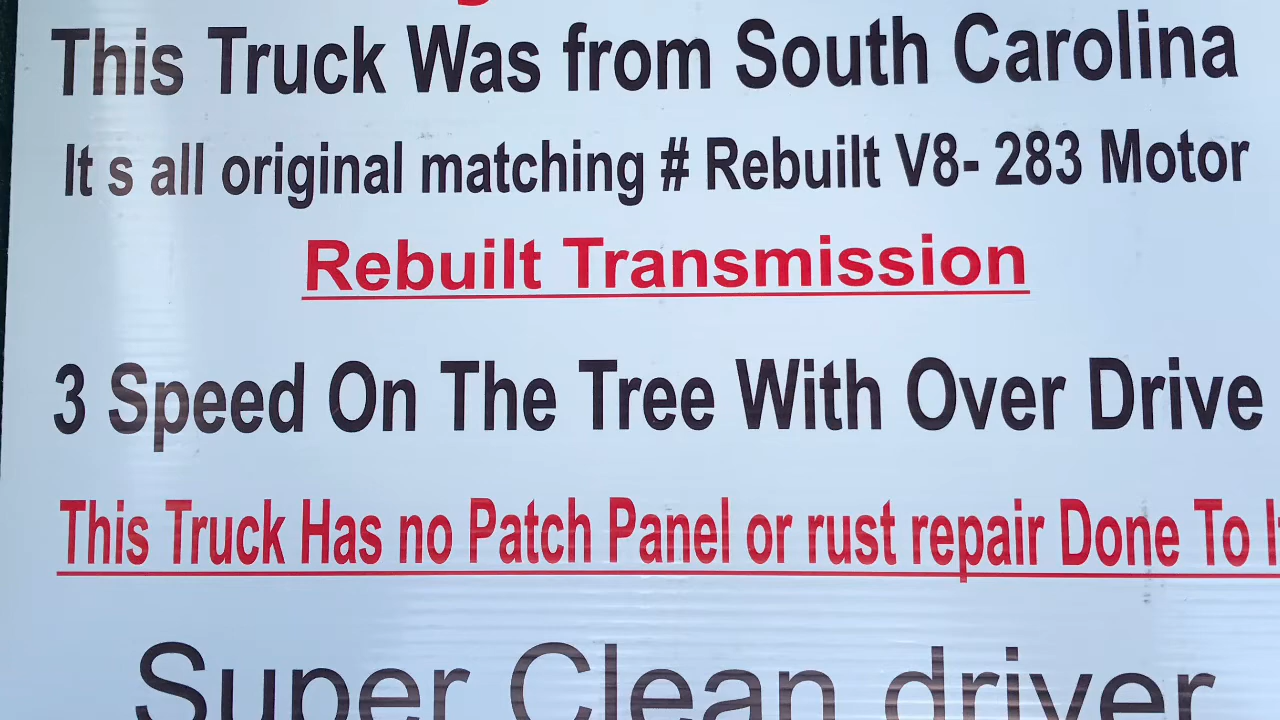 This Truck Was from South Carolina
It s all original matching # Rebuilt V8- 283 Motor
Rebuilt Transmission
3 Speed On The Tree With Over Drive
This Truck Has no Patch Panel or rust repair Done To
Super Clean driver